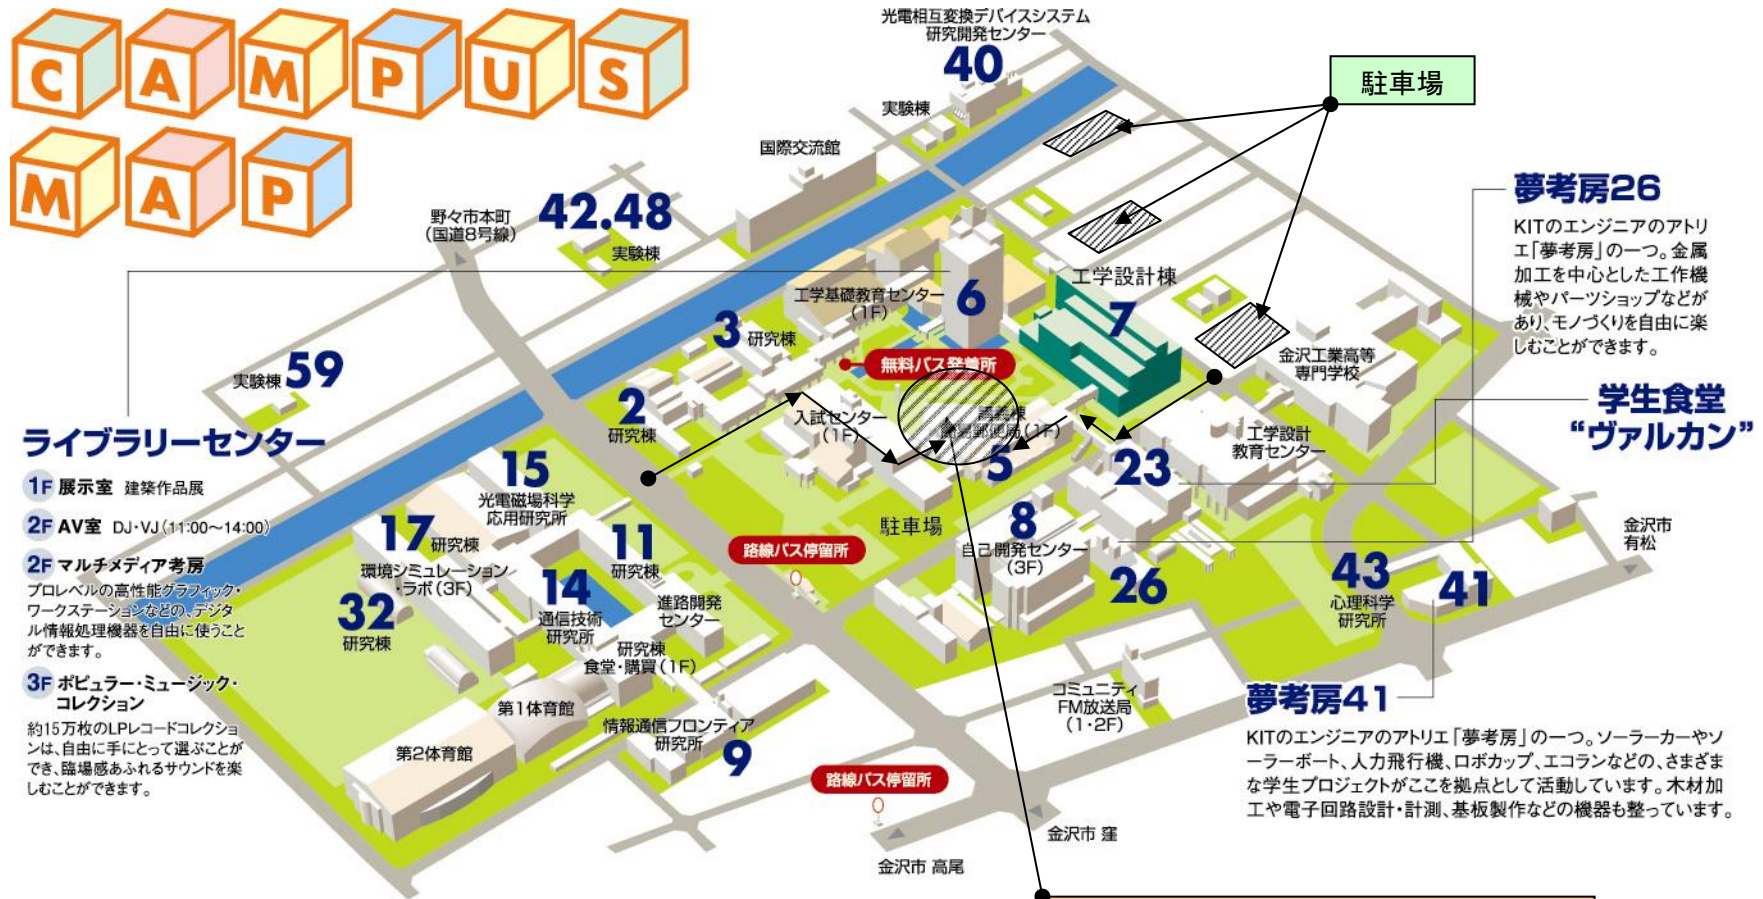 CAMPUS
MAP
光電相互変換デバイスシステム
研究開発センター
40
実験棟
駐車場
国際交流館
野々市本町
(国道8号線)
42.48
実験棟
工学基礎教育センター
(1F)
6
工学設計棟
7
3 研究棟
無料バス発着所
実験棟 59
2
研究棟
入試センター
(1F)
講義棟
簡易郵便局(1F)
5
金沢工業高等
専門学校
工学設計
教育センター
23
夢考房26
KITのエンジニアのアトリ
エ「夢考房」の一つ。金属
加工を中心とした工作機
械やパーツショップなどが
あり、モノづくりを自由に楽
しむことができます。
学生食堂
“ヴァルカン”
ライブラリーセンター
1F 展示室 建築作品展
2F AV室 DJ・VJ(11:00～14:00)
2F マルチメディア考房
プロレベルの高性能グラフィック・
ワークステーションなどの、デジタ
ル情報処理機器を自由に使うこと
ができます。
3F ポピュラー・ミュージック・
コレクション
約15万枚のLPレコードコレクショ
ンは、自由に手にとって選ぶことが
でき、臨場感あふれるサウンドを楽
しむことができます。
15
光電磁場科学
応用研究所
17 研究棟
環境シミュレーション
・ラボ(3F)
32
研究棟
11
研究棟
14
通信技術
研究所
進路開発
センター
研究棟
食堂・購買(1F)
駐車場
路線バス停留所
8
自己開発センター
(3F)
26
43
心理科学
研究所
41
金沢市
有松
第1体育館
第2体育館
情報通信フロンティア
研究所
9
コミュニティ
FM放送局
(1・2F)
路線バス停留所
金沢市 窪
金沢市 高尾
夢考房41
KITのエンジニアのアトリエ「夢考房」の一つ。ソーラーカーやソ
ーラーボート、人力飛行機、ロボカップ、エコランなどの、さまざま
な学生プロジェクトがここを拠点として活動しています。木材加
工や電子回路設計・計測、基板製作などの機器も整っています。